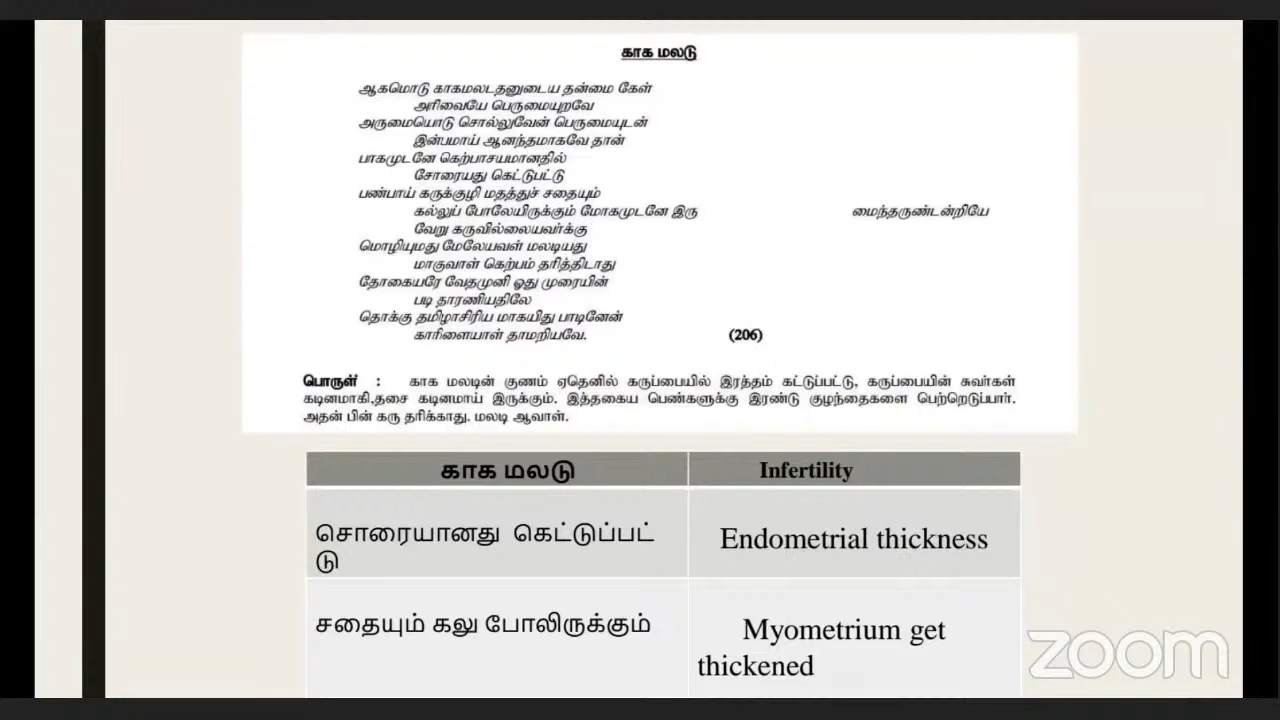 காக மலடு
ஆகமொடு காகமலடதனுடைய தன்மை கேள்
அரிவையே பெருமையுறவே
அருமையொடு சொல்லுவேன் பெருமையுடன்
இன்பமாய் ஆனந்தமாகவே தான்
பாகமுடனே கெற்பாசயமானதில்
சோரையது கெட்டுபட்டு
பண்பாய் கருக்குழி மதத்துச் சதையும்
கல்லுப் போலேயிருக்கும் மோகமுடனே இரு மைந்தருண்டன்றியே
வேறு கருவில்லையவர்க்கு
மொழியுமது மேலேயவள் மலடியது
மாகுவாள் கெற்பம் தரித்திடாது
தோகையரே வேதமுனி ஓது முரையின்
படி தாரணியதிலே
தொக்கு தமிழாசிரிய மாகயிது பாடினேன்
காரிளையாள் தாமறியவே. (206)
பொருள் : காக மலடின் குணம் ஏதெனில் கருப்பையில் இரத்தம் கட்டுப்பட்டு, கருப்பையின் சுவர்கள்
கடினமாகி,தசை கடினமாய் இருக்கும். இத்தகைய பெண்களுக்கு இரண்டு குழந்தைகளை பெற்றெடுப்பார்.
அதன் பின் கரு தரிக்காது. மலடி ஆவாள்.
காக மலடு Infertility
சொரையானது கெட்டுப்பட்
டு
Endometrial thickness
சதையும் கலு போலிருக்கும்
Myometrium get
thickened
zoom